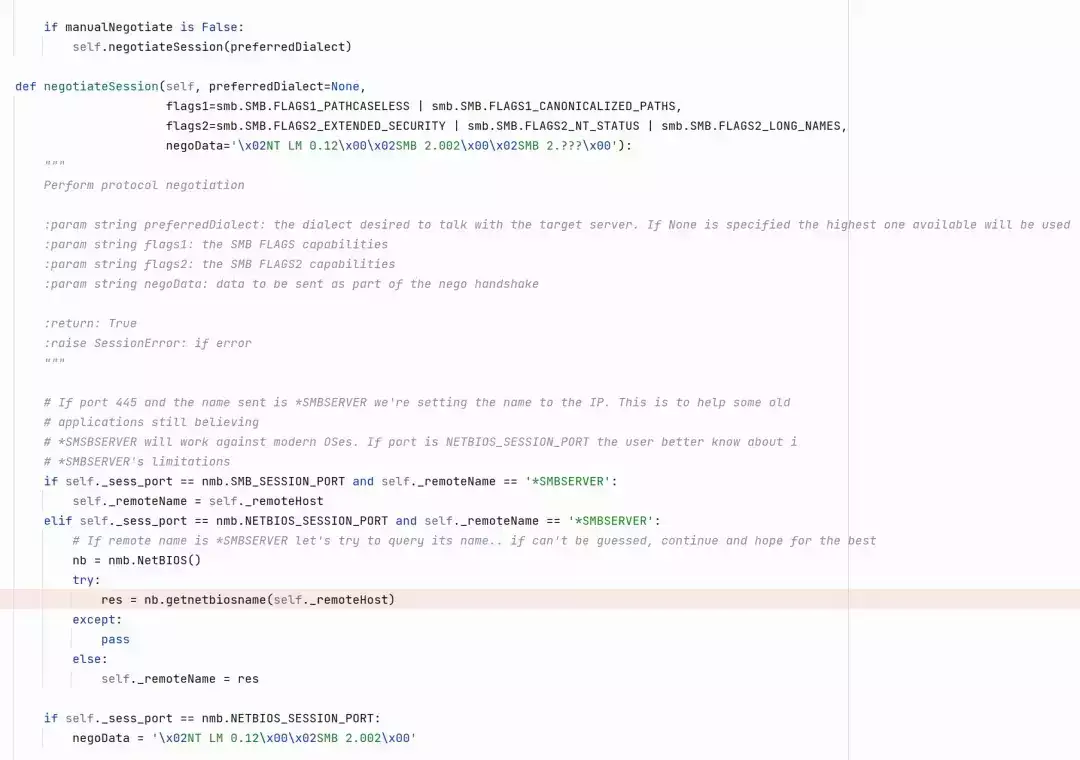 if manualNegotiate is False:
self.negotiateSession(preferredDialect)
def negotiateSession(self, preferredDialect=None,
flags1=smb.SMB.FLAGS1_PATHCASELESS | smb.SMB.FLAGS1_CANONICALIZED_PATHS,
flags2=smb.SMB.FLAGS2_EXTENDED_SECURITY | smb.SMB.FLAGS2_NT_STATUS | smb.SMB.FLAGS2_LONG_NAMES,
negoData='\x02NT LM 0.12\x00\x02SMB 2.002\x00\x02SMB 2.???\x00'):
"""
Perform protocol negotiation
:param string preferredDialect: the dialect desired to talk with the target server. If None is specified the highest one available will be used
:param string flags1: the SMB FLAGS capabilities
:param string flags2: the SMB FLAGS2 capabilities
:param string negoData: data to be sent as part of the nego handshake
:return: True
:raise SessionError: if error
"""
# If port 445 and the name sent is *SMBSERVER we're setting the name to the IP. This is to help some old
# applications still believing
# *SMSBSERVER will work against modern OSes. If port is NETBIOS_SESSION_PORT the user better know about i
# *SMBSERVER's limitations
if self._sess_port == nmb.SMB_SESSION_PORT and self._remoteName == '*SMBSERVER':
self._remoteName = self._remoteHost
elif self._sess_port == nmb.NETBIOS_SESSION_PORT and self._remoteName == '*SMBSERVER':
# If remote name is *SMBSERVER let's try to query its name.. if can't be guessed, continue and hope for the best
nb = nmb.NetBIOS()
try:
res = nb.getnetbiosname(self._remoteHost)
except:
pass
else:
self._remoteName = res
if self._sess_port == nmb.NETBIOS_SESSION_PORT:
negoData = '\x02NT LM 0.12\x00\x02SMB 2.002\x00'